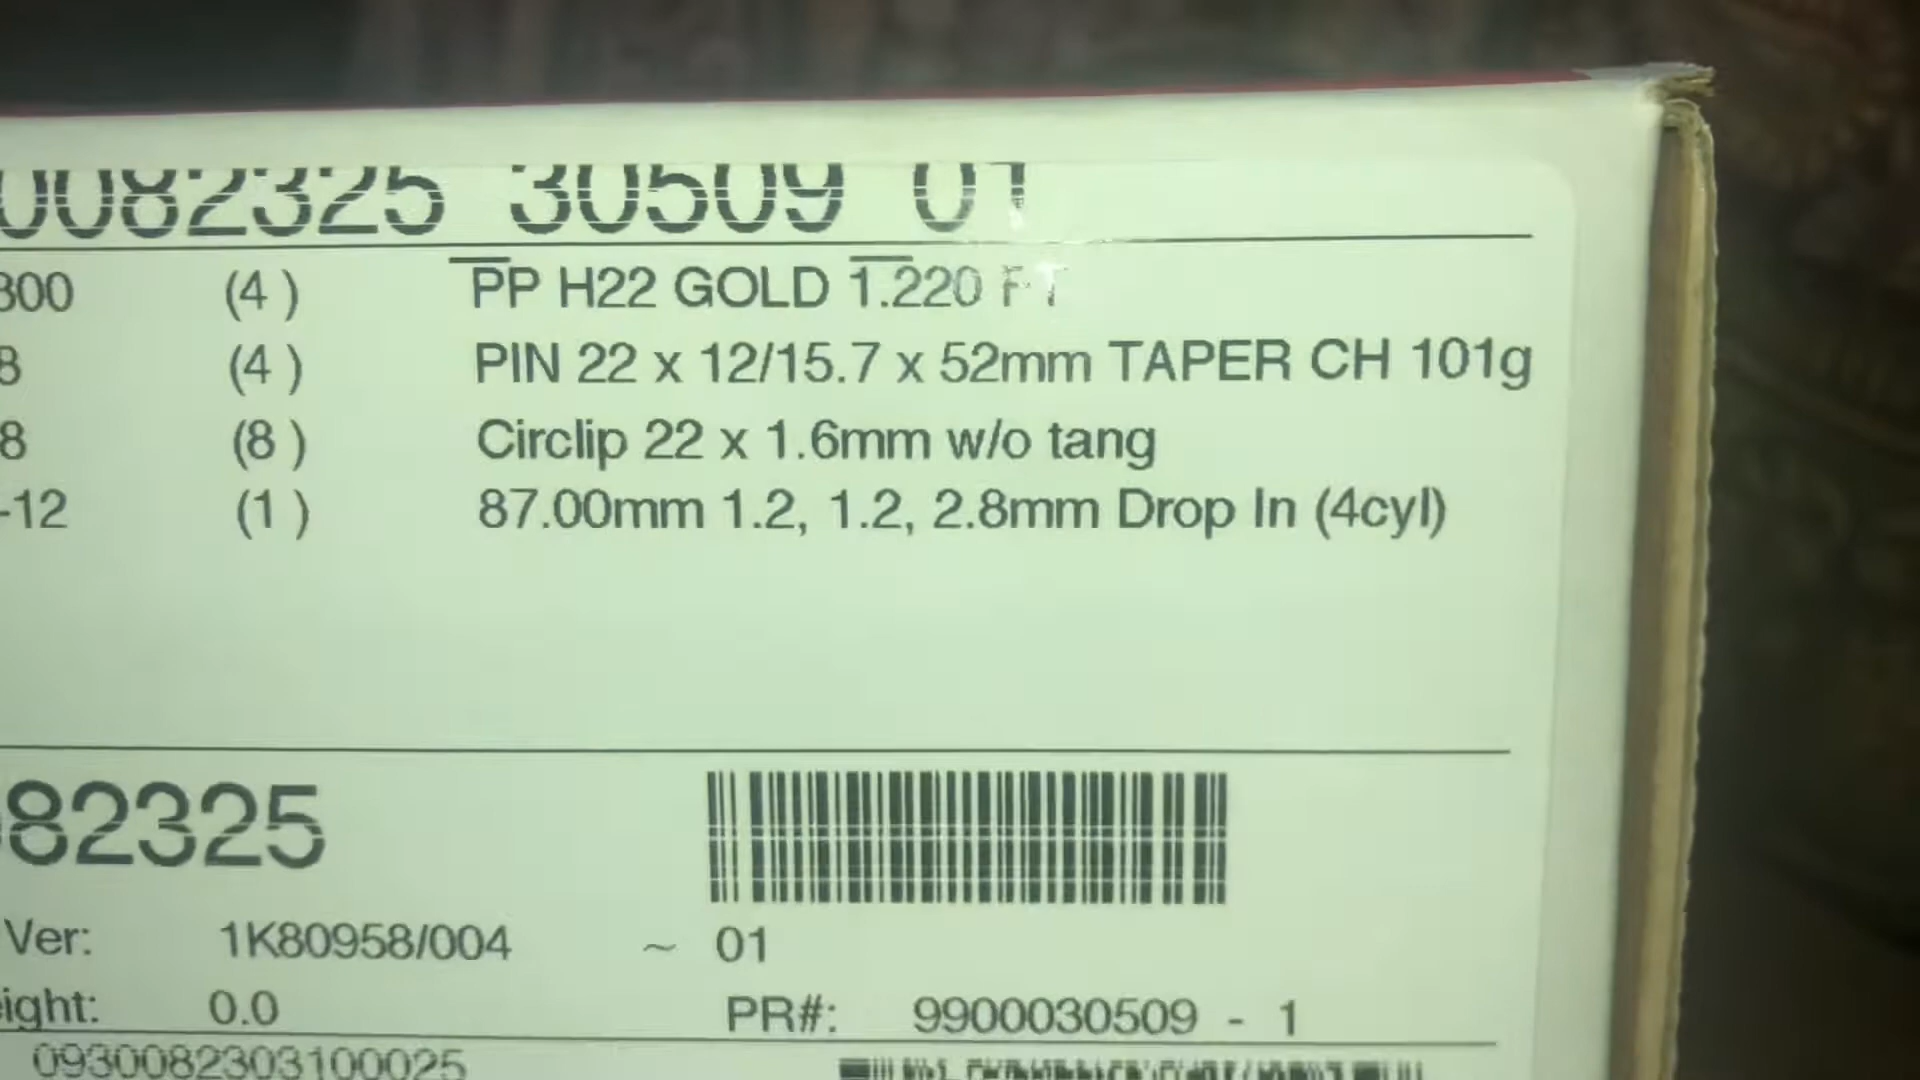 0082325 30509 01
300 (4 ) PP H22 GOLD 1.220 FT
8 (4 ) PIN 22 x 12/15.7 x 52mm TAPER CH 101g
8 (8 ) Circlip 22 x 1.6mm w/o tang
-12 (1 ) 87.00mm 1.2, 1.2, 2.8mm Drop In (4cyl)
82325
Ver: 1K80958/004 ~ 01
eight: 0.0 PR#: 9900030509 - 1
0930082303100025